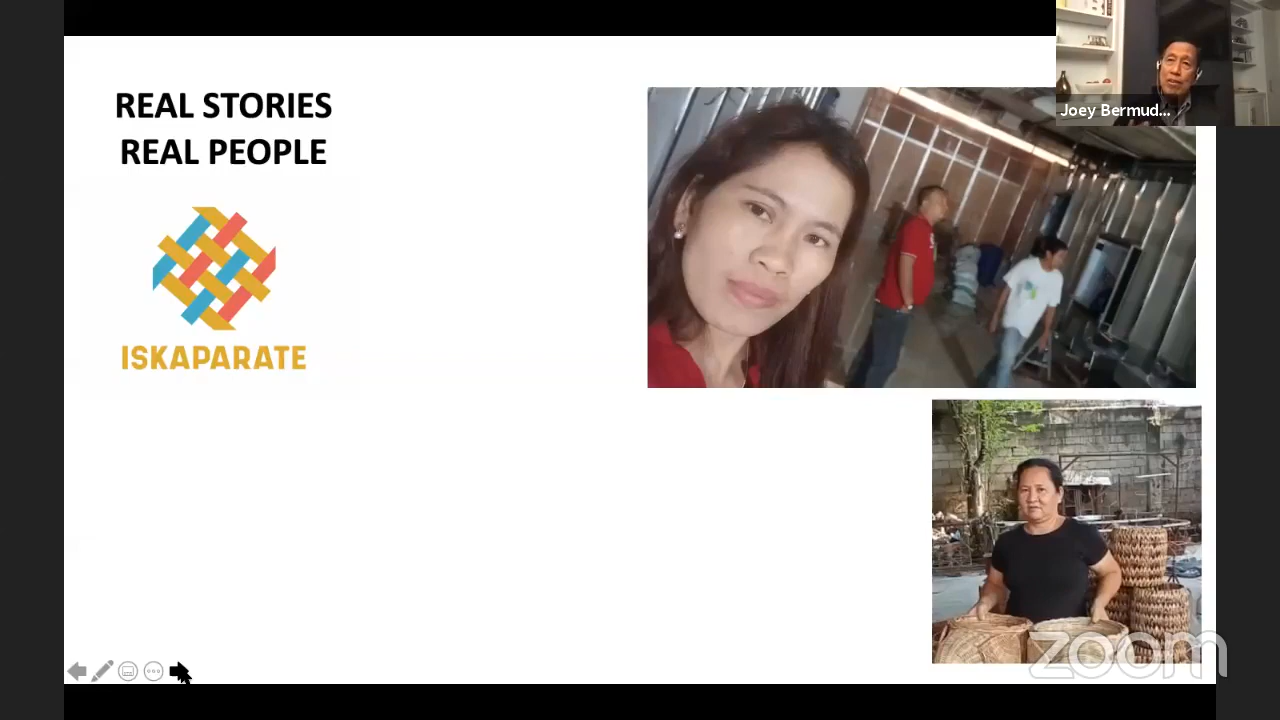 REAL STORIES
REAL PEOPLE
ISKAPARATE
Joey Bermud...
zoom